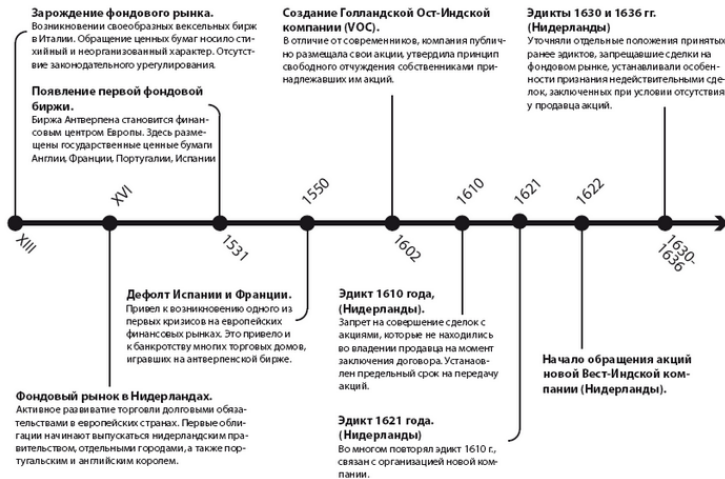 Зарождение фондового рынка.
Возникновении своеобразных вексельных бирж
в Италии. Обращение ценных бумаг носило сти-
хийный и неорганизованный характер. Отсутст-
вие законодательного урегулирования.
Появление первой фондовой
биржи.
Биржа Антверпена становится финан-
совым центром Европы. Здесь разме-
щены государственные ценные бумаги
Англии, Франции, Португалии, Испании
Создание Голландской Ост-Индской
компании (VOC).
В отличие от современников, компания публич-
но размещала свои акции, утвердила принцип
свободного отчуждения собственниками при-
надлежавших им акций.
Эдикты 1630 и 1636 гг.
(Нидерланды)
Уточняли отдельные положения принятых
ранее эдиктов, запрещавшие сделки на
фондовом рынке, устанавливали особен-
ности признания недействительными сде-
лок, заключенных при условии отсутствия
у продавца акций.
XIII
XVI
1531
1550
1602
1610
1621
1622
1630-
1636
Дефолт Испании и Франции.
Привел к возникновению одного из
первых кризисов на европейских
финансовых рынках. Это привело и
к банкротству многих торговых домов,
игравших на антверпенской бирже.
Эдикт 1610 года,
(Нидерланды).
Запрет на совершение сделок с
акциями, которые не находились
во владении продавца на момент
заключения договора. Устанаов-
лен предельный срок на передачу
акций.
Начало обращения акций
новой Вест-Индской ком-
пании (Нидерланды).
Фондовый рынок в Нидерландах.
Активное развиватие торговли долговыми обяза-
тельствами в европейских странах. Первые обли-
гации начинают выпускаться нидерландским пра-
вительством, отдельными городами, а также пор-
тугальским и английским королем.
Эдикт 1621 года.
(Нидерланды)
Во многом повторял эдикт 1610 г.,
связан с организацией новой ком-
пании.